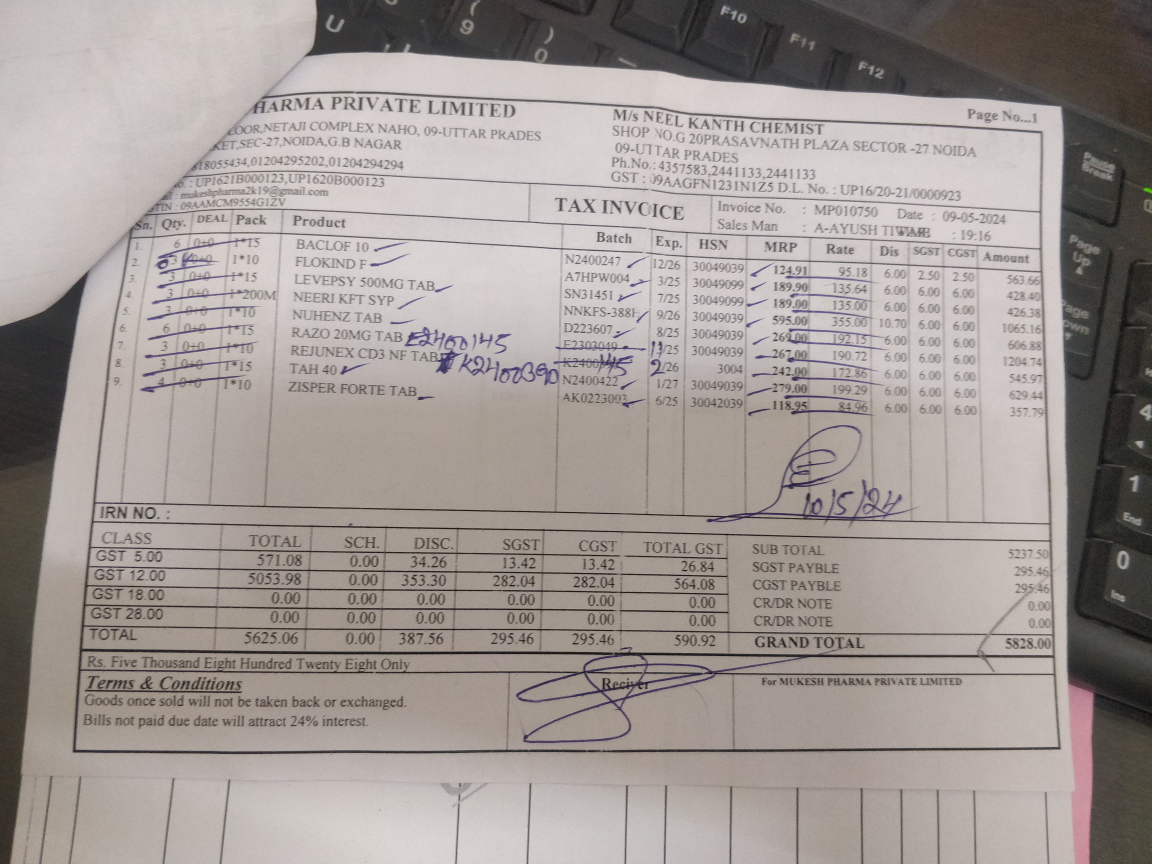 HARMA PRIVATE LIMITED
LOOR,NETAJI COMPLEX NAHO, 09-UTTAR PRADES
KET,SEC-27,NOIDA,G.B NAGAR
18055434,01204295202,01204294294
No. : UP1621B000123,UP1620B000123
mail : mukeshpharma2k19@gmail.com
TIN : 09AAMCM9554G1ZV
Page No...1
M/s NEEL KANTH CHEMIST
SHOP NO.G 20PRASAVNATH PLAZA SECTOR -27 NOIDA
09-UTTAR PRADES
Ph.No.: 4357583,2441133,2441133
GST : 09AAGFN1231N1Z5 D.L. No. : UP16/20-21/0000923
TAX INVOICE
Invoice No. : MP010750 Date : 09-05-2024
Sales Man : A-AYUSH : 19:16
Sn. Qty. DEAL Pack Product Batch Exp. HSN MRP Rate Dis SGST CGST Amount
1. 6 0+0 1*15 BACLOF 10 N2400247 12/26 30049039 124.91 95.18 6.00 2.50 2.50 563.66
2. 3 0+0 1*10 FLOKIND F A7HPW004 3/25 30049099 189.90 135.64 6.00 6.00 6.00 428.40
3. 3 0+0 1*15 LEVEPSY 500MG TAB SN31451 7/25 30049099 189.00 135.00 6.00 6.00 6.00 426.38
4. 3 0+0 1*200M NEERI KFT SYP NNKFS-388H 9/26 30049039 595.00 355.00 10.70 6.00 6.00 1065.16
5. 3 0+0 1*10 NUHENZ TAB D223607 8/25 30049039 269.00 192.15 6.00 6.00 6.00 606.88
6. 6 0+0 1*15 RAZO 20MG TAB E2400145 E2303049 /25 30049039 267.00 190.72 6.00 6.00 6.00 1204.74
7. 3 0+0 1*10 REJUNEX CD3 NF TAB K2400390 2/26 3004 242.00 172.86 6.00 6.00 6.00 545.97
8. 3 0+0 1*15 TAH 40 N2400422 1/27 30049039 279.00 199.29 6.00 6.00 6.00 629.44
9. 4 0+0 1*10 ZISPER FORTE TAB AK0223003 6/25 30042039 118.95 84.96 6.00 6.00 6.00 357.79
10/5/24
IRN NO. :
CLASS TOTAL SCH. DISC. SGST CGST TOTAL GST
GST 5.00 571.08 0.00 34.26 13.42 13.42 26.84
GST 12.00 5053.98 0.00 353.30 282.04 282.04 564.08
GST 18.00 0.00 0.00 0.00 0.00 0.00 0.00
GST 28.00 0.00 0.00 0.00 0.00 0.00 0.00
TOTAL 5625.06 0.00 387.56 295.46 295.46 590.92
SUB TOTAL 5237.50
SGST PAYBLE 295.46
CGST PAYBLE 295.46
CR/DR NOTE 0.00
CR/DR NOTE 0.00
GRAND TOTAL 5828.00
Rs. Five Thousand Eight Hundred Twenty Eight Only
Terms & Conditions
Goods once sold will not be taken back or exchanged.
Bills not paid due date will attract 24% interest.
Reciver
For MUKESH PHARMA PRIVATE LIMITED
U
9
0
F10
F11
F12
Pause
Break
Page
Up
Page
4
1
End
0
Ins